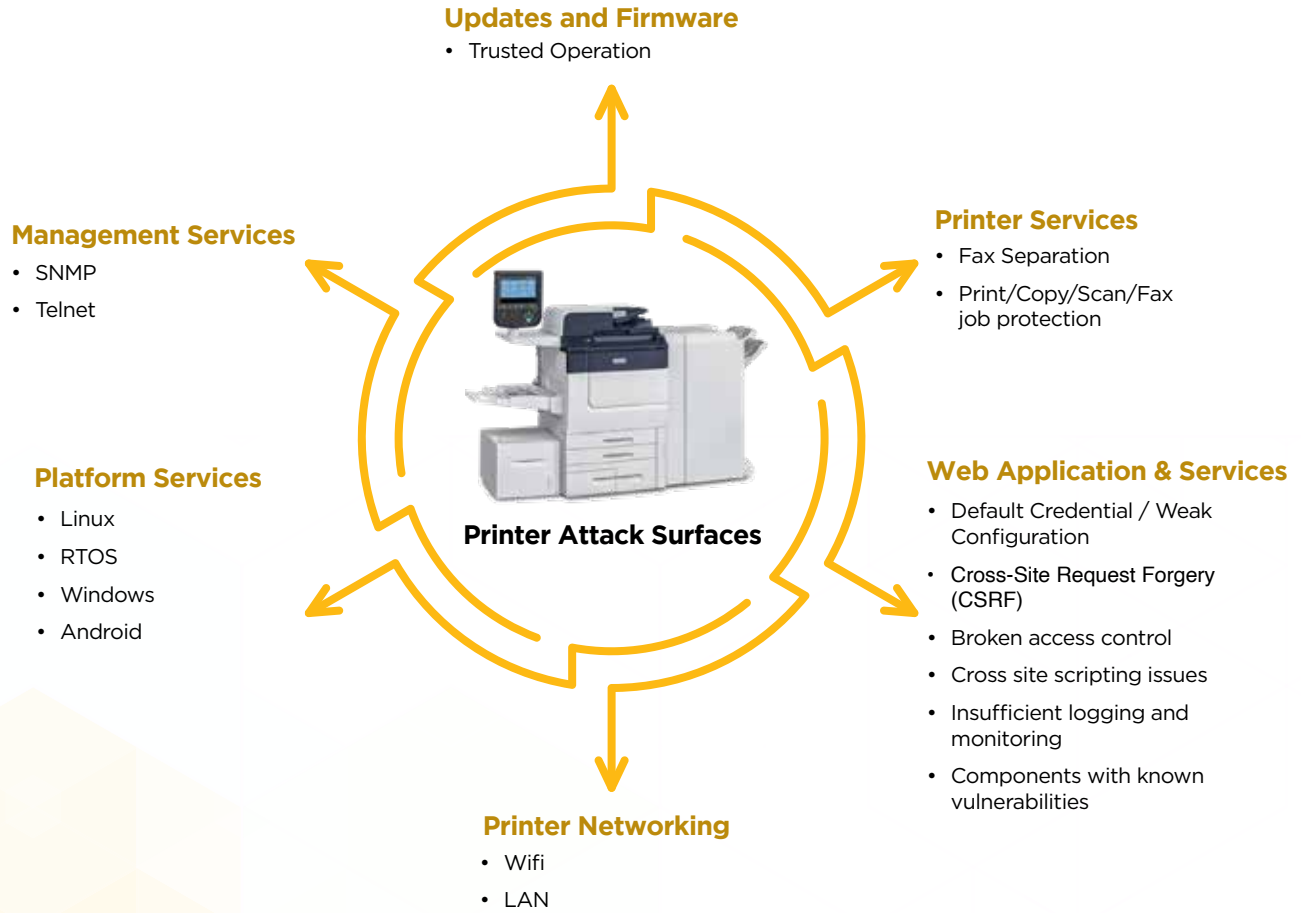 Updates and Firmware
• Trusted Operation
Management Services
• SNMP
• Telnet
Printer Services
• Fax Separation
• Print/Copy/Scan/Fax
job protection
Platform Services
• Linux
• RTOS
• Windows
• Android
Printer Attack Surfaces
Web Application & Services
• Default Credential / Weak
Configuration
• Cross-Site Request Forgery
(CSRF)
• Broken access control
• Cross site scripting issues
• Insufficient logging and
monitoring
• Components with known
vulnerabilities
Printer Networking
• Wifi
• LAN